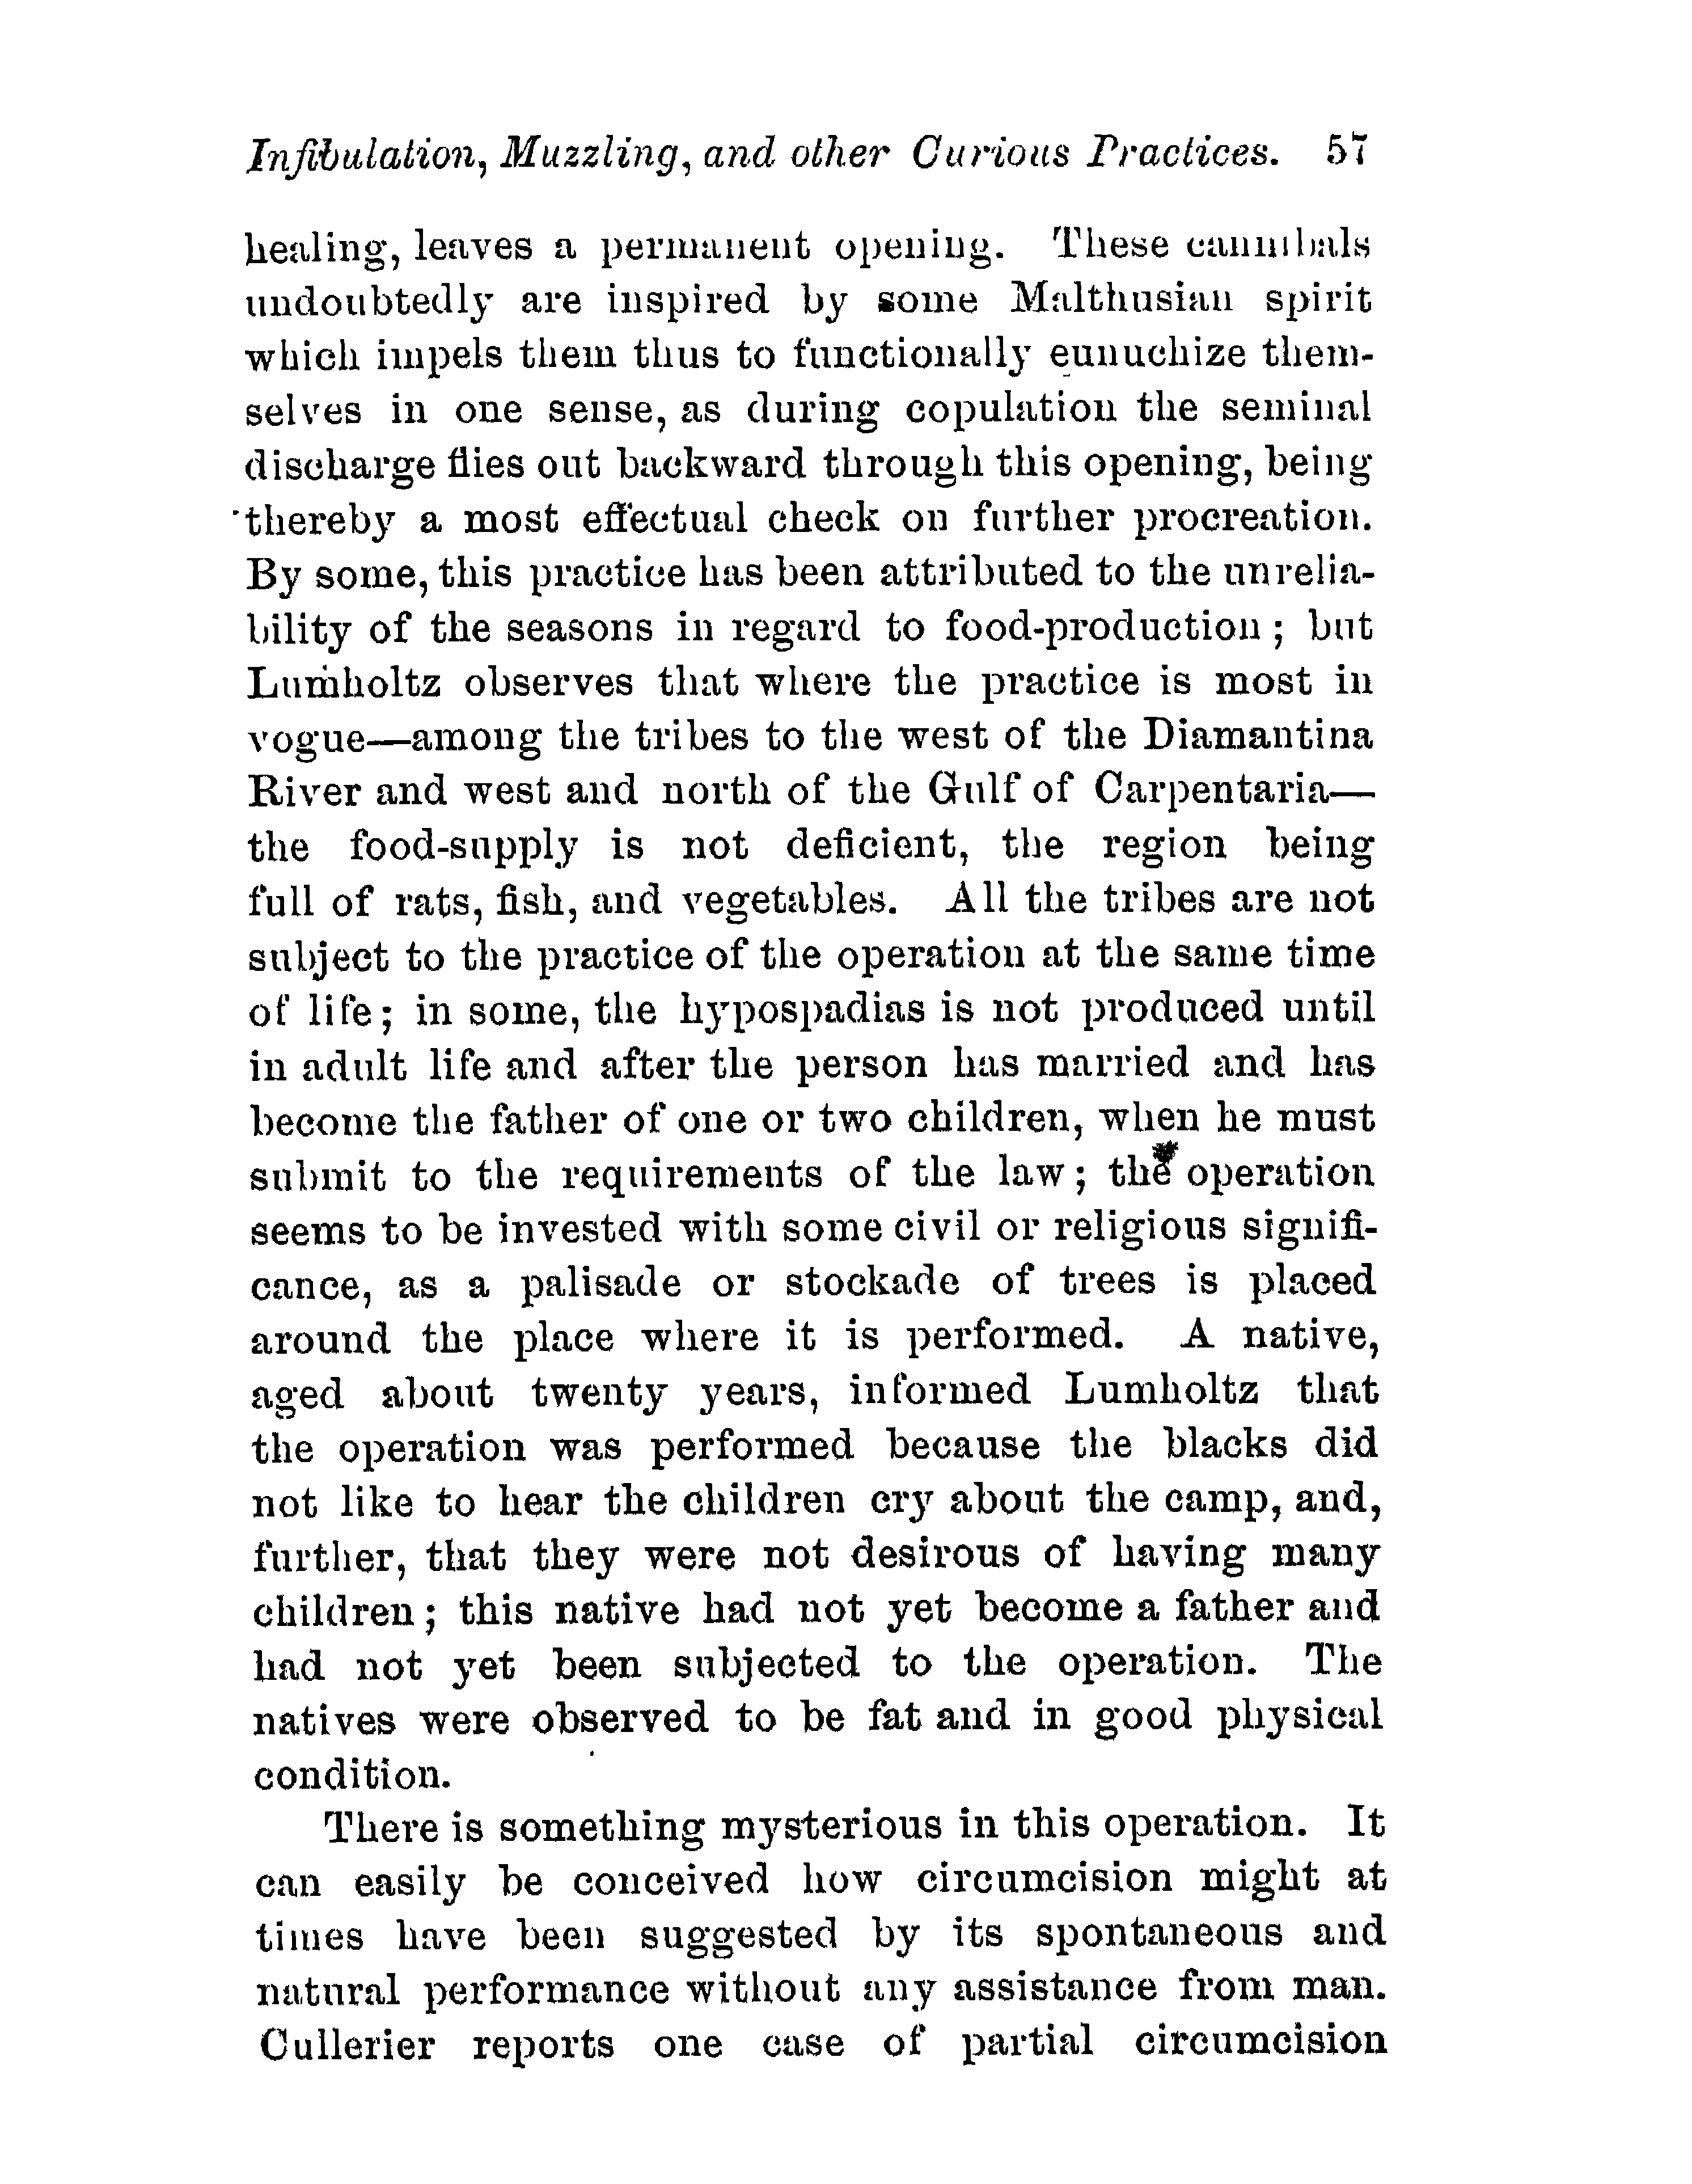 Infibulation, Muzzling, and other Curious Practices. 57
healing, leaves a permanent opening. These cannibals
undoubtedly are inspired by some Malthusian spirit
which impels them thus to functionally eunuchize them-
selves in one sense, as during copulation the seminal
discharge flies out backward through this opening, being
thereby a most effectual check on further procreation.
By some, this practice has been attributed to the unrelia-
bility of the seasons in regard to food-production; but
Lumholtz observes that where the practice is most in
vogue—among the tribes to the west of the Diamantina
River and west and north of the Gulf of Carpentaria—
the food-supply is not deficient, the region being
full of rats, fish, and vegetables. All the tribes are not
subject to the practice of the operation at the same time
of life; in some, the hypospadias is not produced until
in adult life and after the person has married and has
become the father of one or two children, when he must
submit to the requirements of the law; the operation
seems to be invested with some civil or religious signifi-
cance, as a palisade or stockade of trees is placed
around the place where it is performed. A native,
aged about twenty years, informed Lumholtz that
the operation was performed because the blacks did
not like to hear the children cry about the camp, and,
further, that they were not desirous of having many
children; this native had not yet become a father and
had not yet been subjected to the operation. The
natives were observed to be fat and in good physical
condition.
There is something mysterious in this operation. It
can easily be conceived how circumcision might at
times have been suggested by its spontaneous and
natural performance without any assistance from man.
Cullerier reports one case of partial circumcision